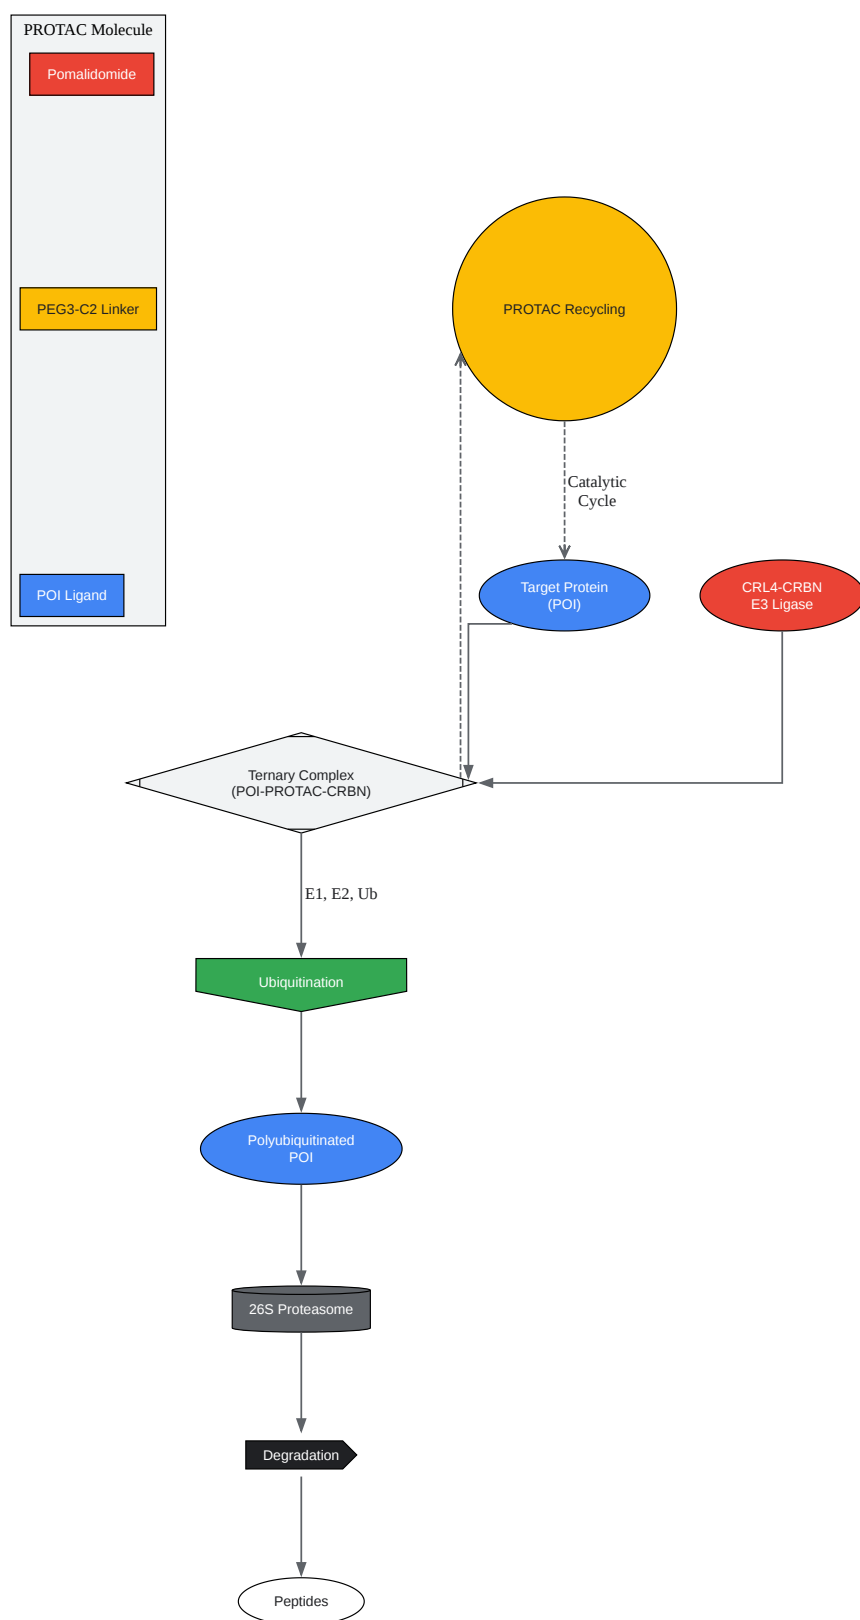 PROTAC Molecule
Pomalidomide
PEG3-C2 Linker
PROTAC Recycling
Catalytic
Cycle
POI Ligand
Target Protein
(POI)
CRL4-CRBN
E3 Ligase
Ternary Complex
(POI-PROTAC-CRBN)
E1, E2, Ub
Ubiquitination
Polyubiquitinated
POI
26S Proteasome
Degradation
Peptides